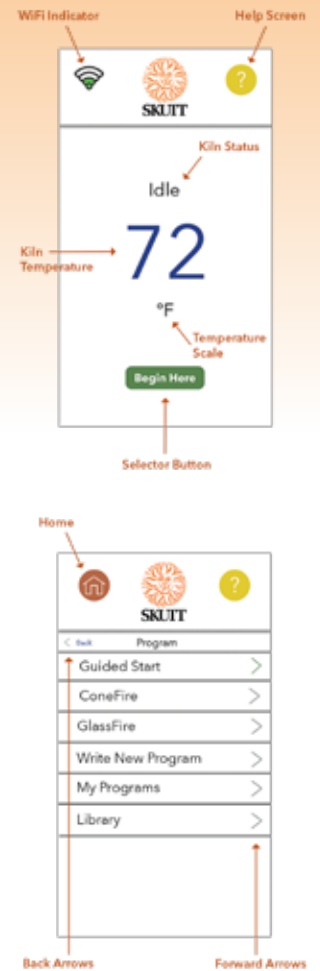 WiFi Indicator
Help Screen
?
SKUTT
Kiln Status
Idle
Kiln
Temperature
72
°F
Temperature
Scale
Begin Here
Selector Button
Home
?
SKUTT
< Back
Program
Guided Start >
ConeFire >
GlassFire >
Write New Program >
My Programs >
Library >
Back Arrows
Forward Arrows